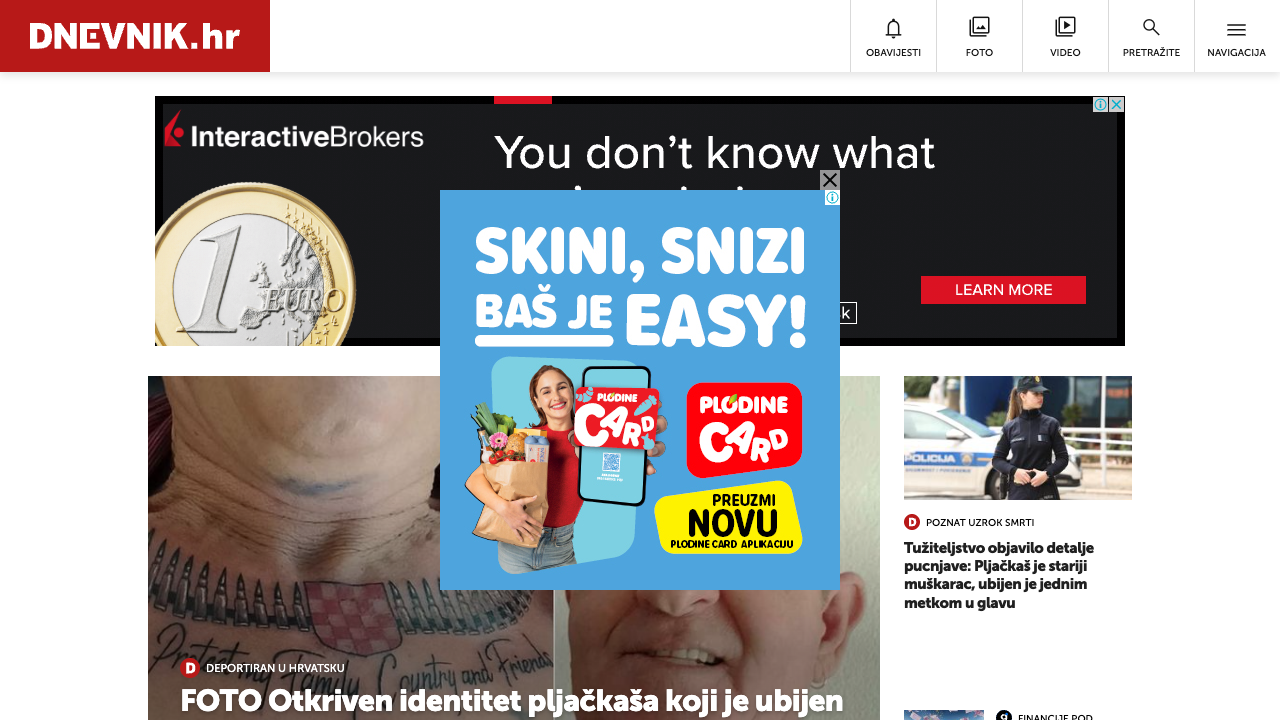 DNEVNIK.hr
OBAVIJESTI
FOTO
VIDEO
PRETRAŽITE
NAVIGACIJA
InteractiveBrokers
You don't know what
LEARN MORE
1
EURO
SKINI, SNIZI
BAŠ JE EASY!
PLODINE
CARD
PLODINE
CARD
PREUZMI
NOVU
PLODINE CARD APLIKACIJU
Protecting my Family Country and Friends
D DEPORTIRAN U HRVATSKU
FOTO Otkriven identitet pljačkaša koji je ubijen
POLICIJA
D POZNAT UZROK SMRTI
Tužiteljstvo objavilo detalje
pucnjave: Pljačkaš je stariji
muškarac, ubijen je jednim
metkom u glavu
FINANCIJE POD